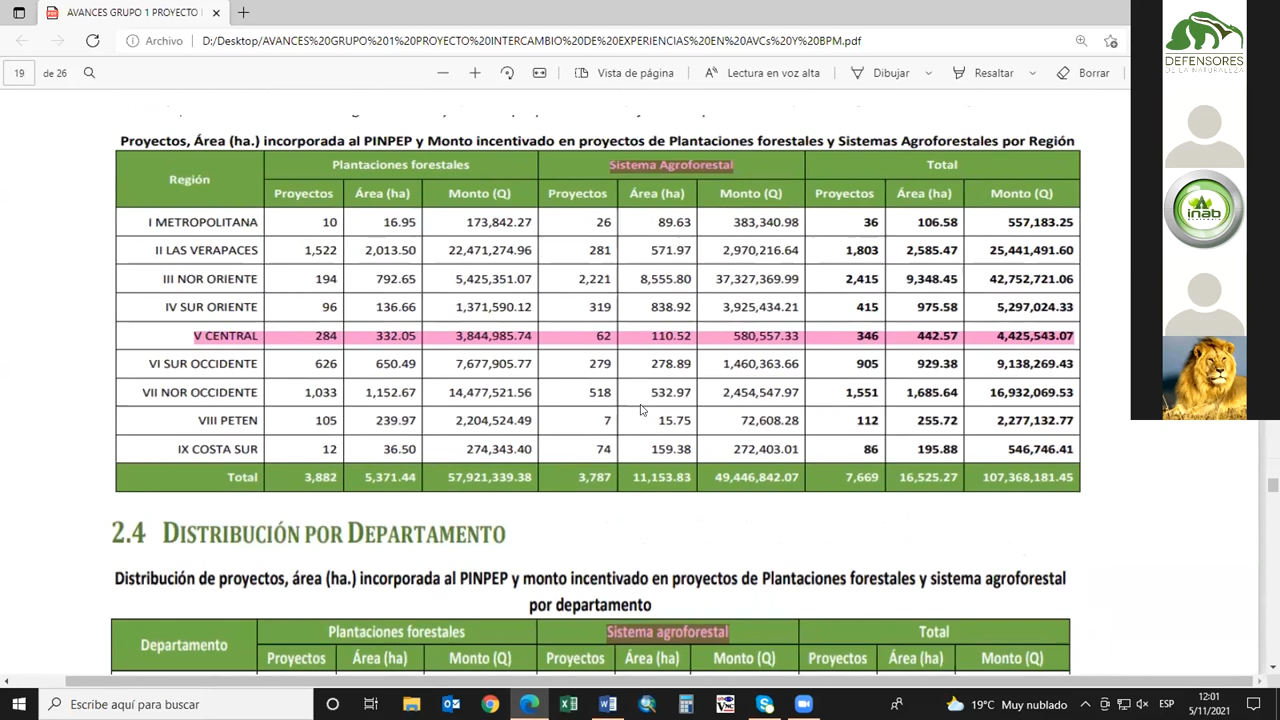 AVANCES GRUPO 1 PROYECTO
Archivo D:/Desktop/AVANCES%20GRUPO%201%20PROYECTO%20INTERCAMBIO%20DE%20EXPERIENCIAS%20EN%20AVCs%20Y%20BPM.pdf
19 de 26 Vista de página Lectura en voz alta Dibujar Resaltar Borrar
Proyectos, Área (ha.) incorporada al PINPEP y Monto incentivado en proyectos de Plantaciones forestales y Sistemas Agroforestales por Región
Región Plantaciones forestales Sistema Agroforestal Total
Proyectos Área (ha) Monto (Q) Proyectos Área (ha) Monto (Q) Proyectos Área (ha) Monto (Q)
I METROPOLITANA 10 16.95 173,842.27 26 89.63 383,340.98 36 106.58 557,183.25
II LAS VERAPACES 1,522 2,013.50 22,471,274.96 281 571.97 2,970,216.64 1,803 2,585.47 25,441,491.60
III NOR ORIENTE 194 792.65 5,425,351.07 2,221 8,555.80 37,327,369.99 2,415 9,348.45 42,752,721.06
IV SUR ORIENTE 96 136.66 1,371,590.12 319 838.92 3,925,434.21 415 975.58 5,297,024.33
V CENTRAL 284 332.05 3,844,985.74 62 110.52 580,557.33 346 442.57 4,425,543.07
VI SUR OCCIDENTE 626 650.49 7,677,905.77 279 278.89 1,460,363.66 905 929.38 9,138,269.43
VII NOR OCCIDENTE 1,033 1,152.67 14,477,521.56 518 532.97 2,454,547.97 1,551 1,685.64 16,932,069.53
VIII PETEN 105 239.97 2,204,524.49 7 15.75 72,608.28 112 255.72 2,277,132.77
IX COSTA SUR 12 36.50 274,343.40 74 159.38 272,403.01 86 195.88 546,746.41
Total 3,882 5,371.44 57,921,339.38 3,787 11,153.83 49,446,842.07 7,669 16,525.27 107,368,181.45
2.4 DISTRIBUCIÓN POR DEPARTAMENTO
Distribución de proyectos, área (ha.) incorporada al PINPEP y monto incentivado en proyectos de Plantaciones forestales y sistema agroforestal
por departamento
Departamento Plantaciones forestales Sistema agroforestal Total
Proyectos Área (ha) Monto (Q) Proyectos Área (ha) Monto (Q) Proyectos Área (ha) Monto (Q)
DEFENSORES
DE LA NATURALEZA
inab
Escribe aquí para buscar
19°C Muy nublado ESP 12:01
5/11/2021